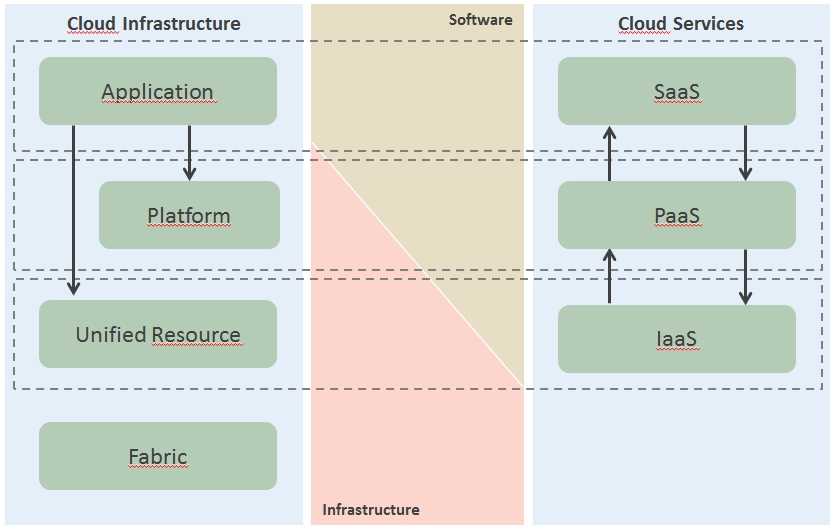 Cloud Infrastructure
Software
Cloud Services
Application
SaaS
Platform
PaaS
Unified Resource
IaaS
Fabric
Infrastructure